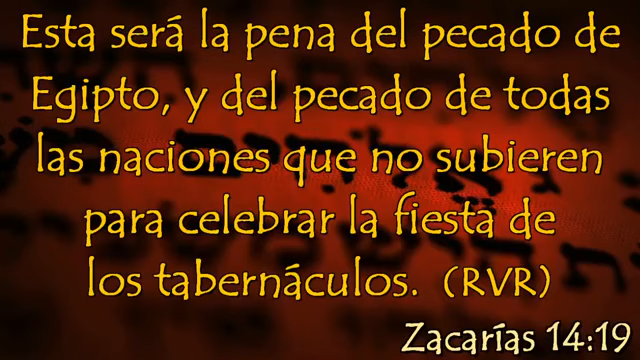 Esta será la pena del pecado de
Egipto, y del pecado de todas
las naciones que no subieren
para celebrar la fiesta de
los tabernáculos. (RVR)
Zacarías 14:19